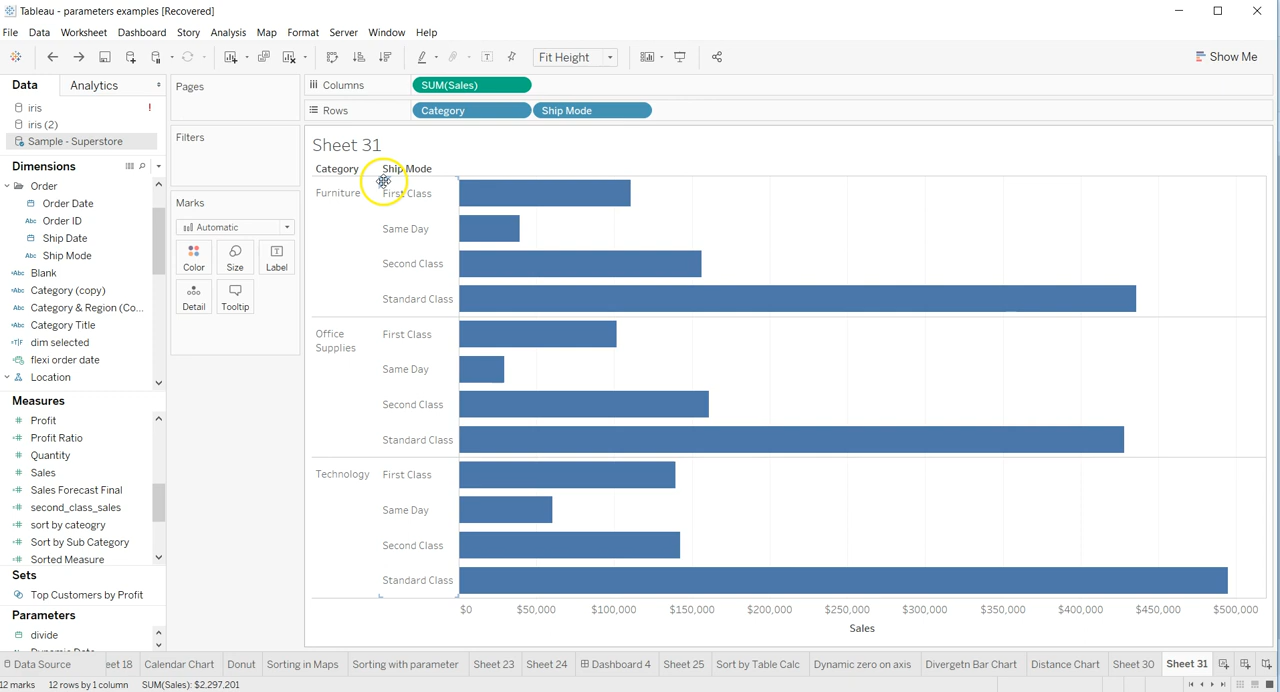 Tableau - parameters examples [Recovered]
File Data Worksheet Dashboard Story Analysis Map Format Server Window Help
Fit Height
Show Me
Data Analytics
iris !
iris (2)
Sample - Superstore
Dimensions
Order
Order Date
Abc Order ID
Ship Date
Abc Ship Mode
=Abc Blank
=Abc Category (copy)
Abc Category & Region (Co...
=Abc Category Title
=T|F dim selected
flexi order date
Location
Measures
# Profit
=# Profit Ratio
# Quantity
# Sales
=# Sales Forecast Final
=# second_class_sales
=# sort by cateogry
=# Sort by Sub Category
=# Sorted Measure
Sets
Top Customers by Profit
Parameters
divide
Pages
Filters
Marks
Automatic
Color Size Label
Detail Tooltip
Columns SUM(Sales)
Rows Category Ship Mode
Sheet 31
Category Ship Mode
Furniture First Class
Same Day
Second Class
Standard Class
Office
Supplies
First Class
Same Day
Second Class
Standard Class
Technology First Class
Same Day
Second Class
Standard Class
$0 $50,000 $100,000 $150,000 $200,000 $250,000 $300,000 $350,000 $400,000 $450,000 $500,000
Sales
Data Source eet 18 Calendar Chart Donut Sorting in Maps Sorting with parameter Sheet 23 Sheet 24 Dashboard 4 Sheet 25 Sort by Table Calc Dynamic zero on axis Divergetn Bar Chart Distance Chart Sheet 30 Sheet 31
12 marks 12 rows by 1 column SUM(Sales): $2,297,201